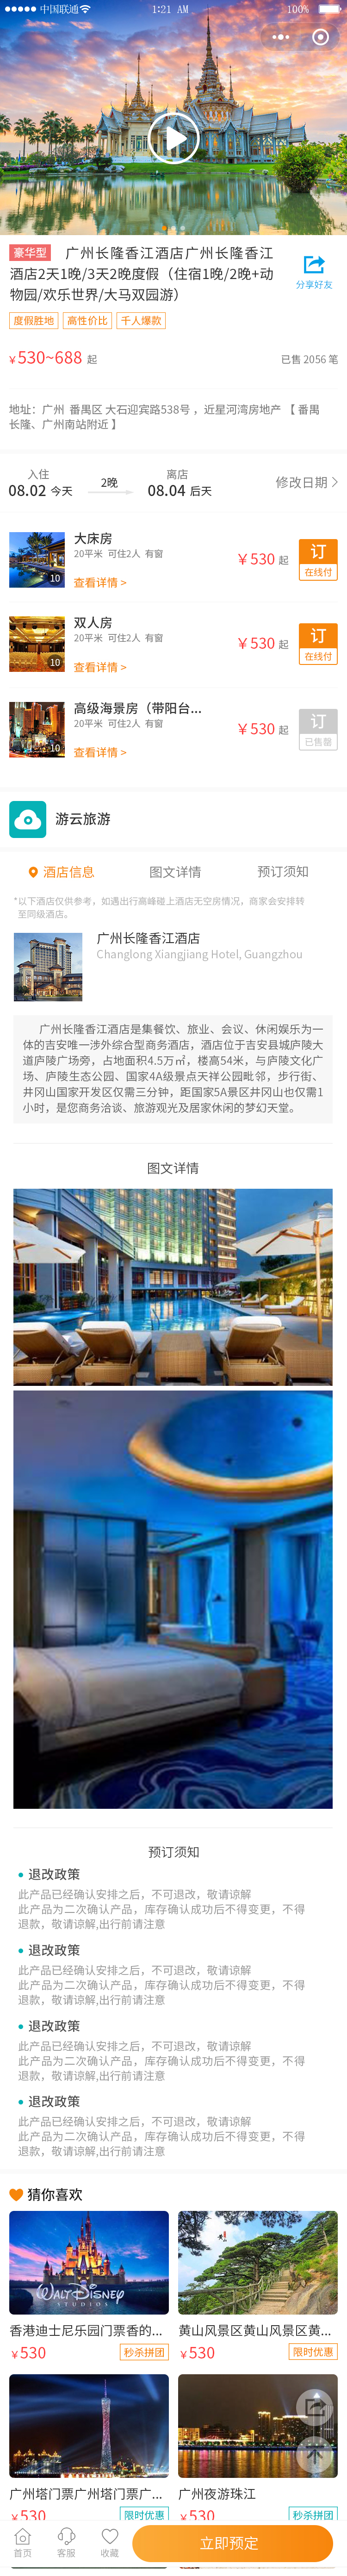 中国联通 1:21 AM 100%
豪华型 广州长隆香江酒店广州长隆香江
酒店2天1晚/3天2晚度假（住宿1晚/2晚+动
物园/欢乐世界/大马双园游）
分享好友
度假胜地 高性价比 千人爆款
¥530~688 起 已售 2056 笔
地址：广州 番禺区 大石迎宾路538号 ，近星河湾房地产 【 番禺
长隆、广州南站附近 】
入住 2晚 离店
08.02 今天 08.04 后天 修改日期 >
大床房
20平米 可住2人 有窗
¥530 起
订
在线付
10
查看详情 >
双人房
20平米 可住2人 有窗
¥530 起
订
在线付
10
查看详情 >
高级海景房（带阳台...
20平米 可住2人 有窗
¥530 起
订
已售罄
10
查看详情 >
游云旅游
酒店信息 图文详情 预订须知
*以下酒店仅供参考，如遇出行高峰碰上酒店无空房情况，商家会安排转
至同级酒店。
广州长隆香江酒店
Changlong Xiangjiang Hotel, Guangzhou
广州长隆香江酒店是集餐饮、旅业、会议、休闲娱乐为一
体的吉安唯一涉外综合型商务酒店，酒店位于吉安县城庐陵大
道庐陵广场旁，占地面积4.5万㎡，楼高54米，与庐陵文化广
场、庐陵生态公园、国家4A级景点天祥公园毗邻，步行街、
井冈山国家开发区仅需三分钟，距国家5A景区井冈山也仅需1
小时，是您商务洽谈、旅游观光及居家休闲的梦幻天堂。
图文详情
预订须知
退改政策
此产品已经确认安排之后，不可退改，敬请谅解
此产品为二次确认产品，库存确认成功后不得变更，不得
退款，敬请谅解,出行前请注意
退改政策
此产品已经确认安排之后，不可退改，敬请谅解
此产品为二次确认产品，库存确认成功后不得变更，不得
退款，敬请谅解,出行前请注意
退改政策
此产品已经确认安排之后，不可退改，敬请谅解
此产品为二次确认产品，库存确认成功后不得变更，不得
退款，敬请谅解,出行前请注意
退改政策
此产品已经确认安排之后，不可退改，敬请谅解
此产品为二次确认产品，库存确认成功后不得变更，不得
退款，敬请谅解,出行前请注意
猜你喜欢
WALT DISNEY
STUDIOS
香港迪士尼乐园门票香的... 黄山风景区黄山风景区黄...
¥530 秒杀拼团 ¥530 限时优惠
广州塔门票广州塔门票广... 广州夜游珠江
¥530 限时优惠 ¥530 秒杀拼团
首页 客服 收藏 立即预定